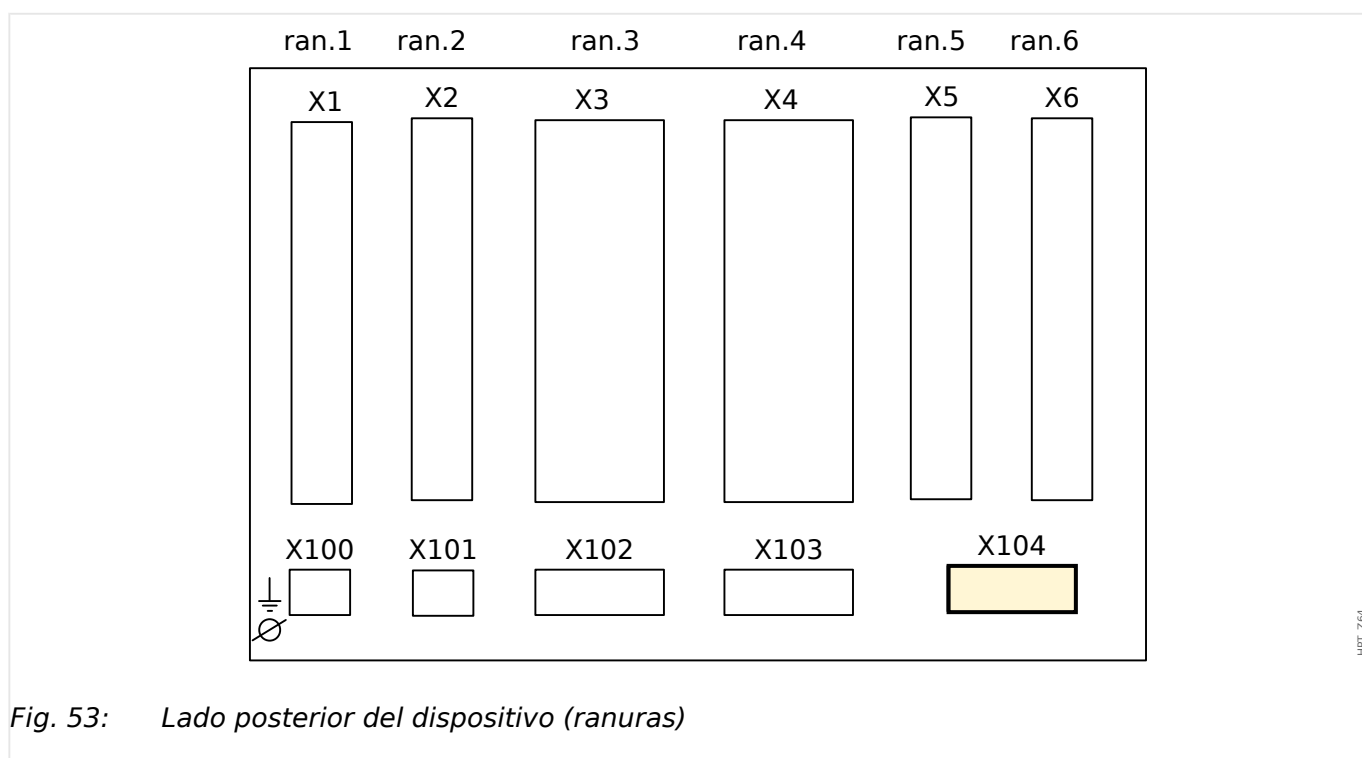 ran.1 ran.2 ran.3 ran.4 ran.5 ran.6
X1 X2 X3 X4 X5 X6
X100 X101 X102 X103 X104
HPT_Z64
Fig. 53: Lado posterior del dispositivo (ranuras)